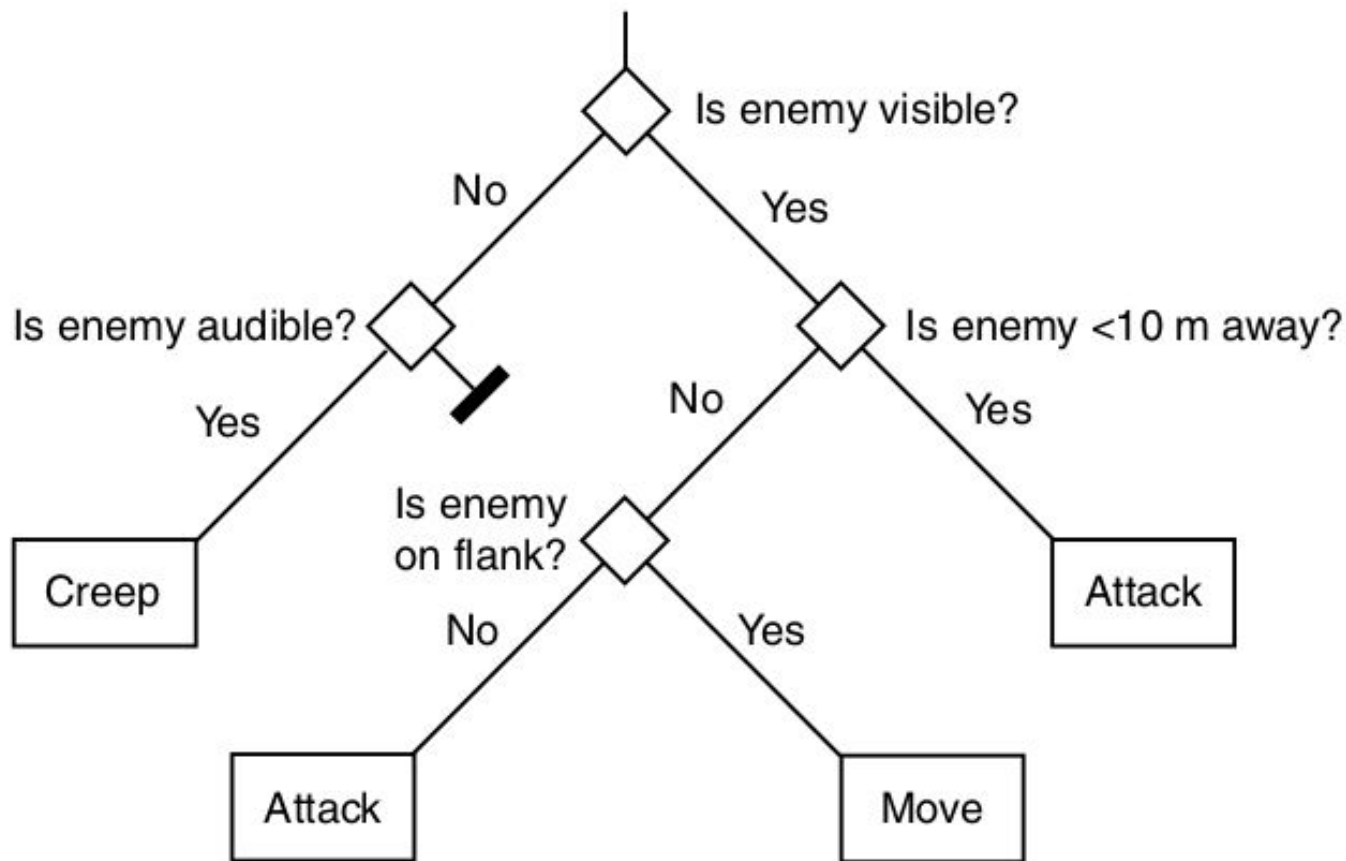 Is enemy visible?
No
Yes
Is enemy audible?
Is enemy <10 m away?
Yes
No
Yes
Is enemy
on flank?
Creep
Attack
No
Yes
Attack
Move